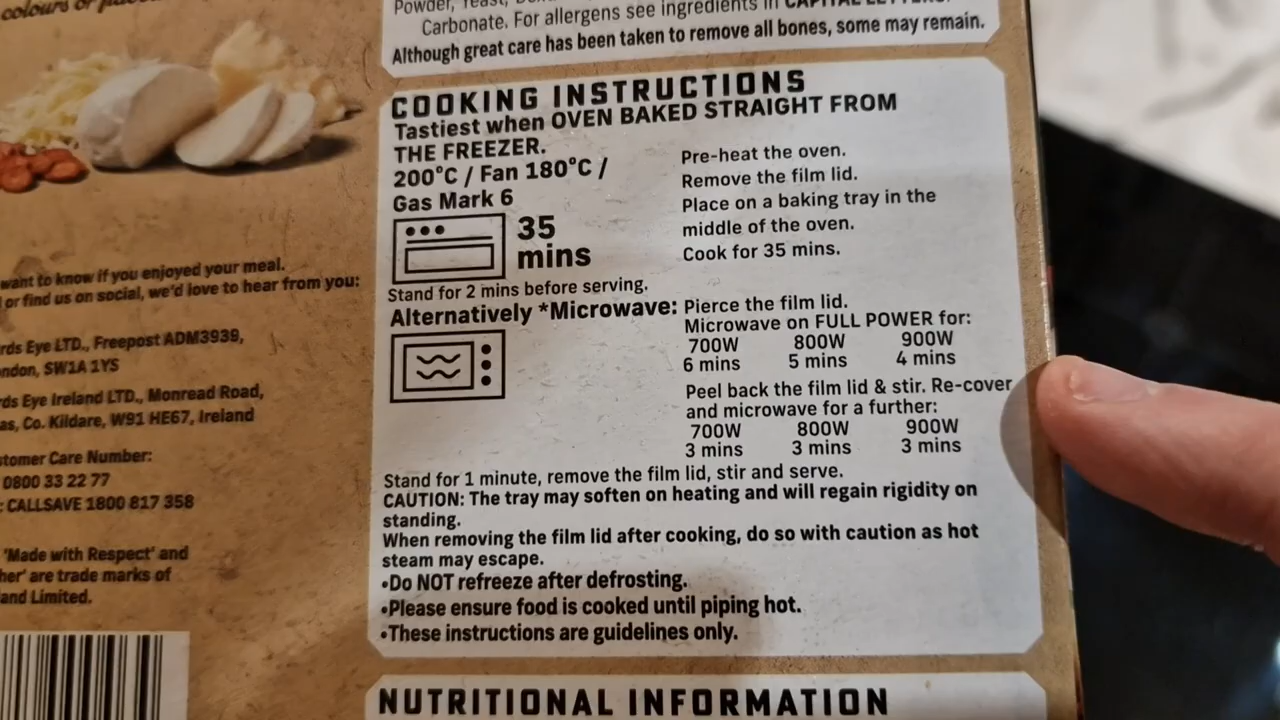 colours or
want to know if you enjoyed your meal.
or find us on social, we'd love to hear from you:
Eye LTD., Freepost ADM3939,
SW1A 1YS
Eye Ireland LTD., Monread Road,
Co. Kildare, W91 HE67, Ireland
Care Number:
0800 33 22 77
: CALLSAVE 1800 817 358
'Made with Respect' and
are trade marks of
Limited.
Powder, Yeast,
Carbonate. For allergens see ingredients in CAPITAL LETTERS.
Although great care has been taken to remove all bones, some may remain.
COOKING INSTRUCTIONS
Tastiest when OVEN BAKED STRAIGHT FROM
THE FREEZER.
200°C / Fan 180°C /
Gas Mark 6
35
mins
Pre-heat the oven.
Remove the film lid.
Place on a baking tray in the
middle of the oven.
Cook for 35 mins.
Stand for 2 mins before serving.
Alternatively *Microwave:
Pierce the film lid.
Microwave on FULL POWER for:
700W 800W 900W
6 mins 5 mins 4 mins
Peel back the film lid & stir. Re-cover
and microwave for a further:
700W 800W 900W
3 mins 3 mins 3 mins
Stand for 1 minute, remove the film lid, stir and serve.
CAUTION: The tray may soften on heating and will regain rigidity on
standing.
When removing the film lid after cooking, do so with caution as hot
steam may escape.
•Do NOT refreeze after defrosting.
•Please ensure food is cooked until piping hot.
•These instructions are guidelines only.
NUTRITIONAL INFORMATION